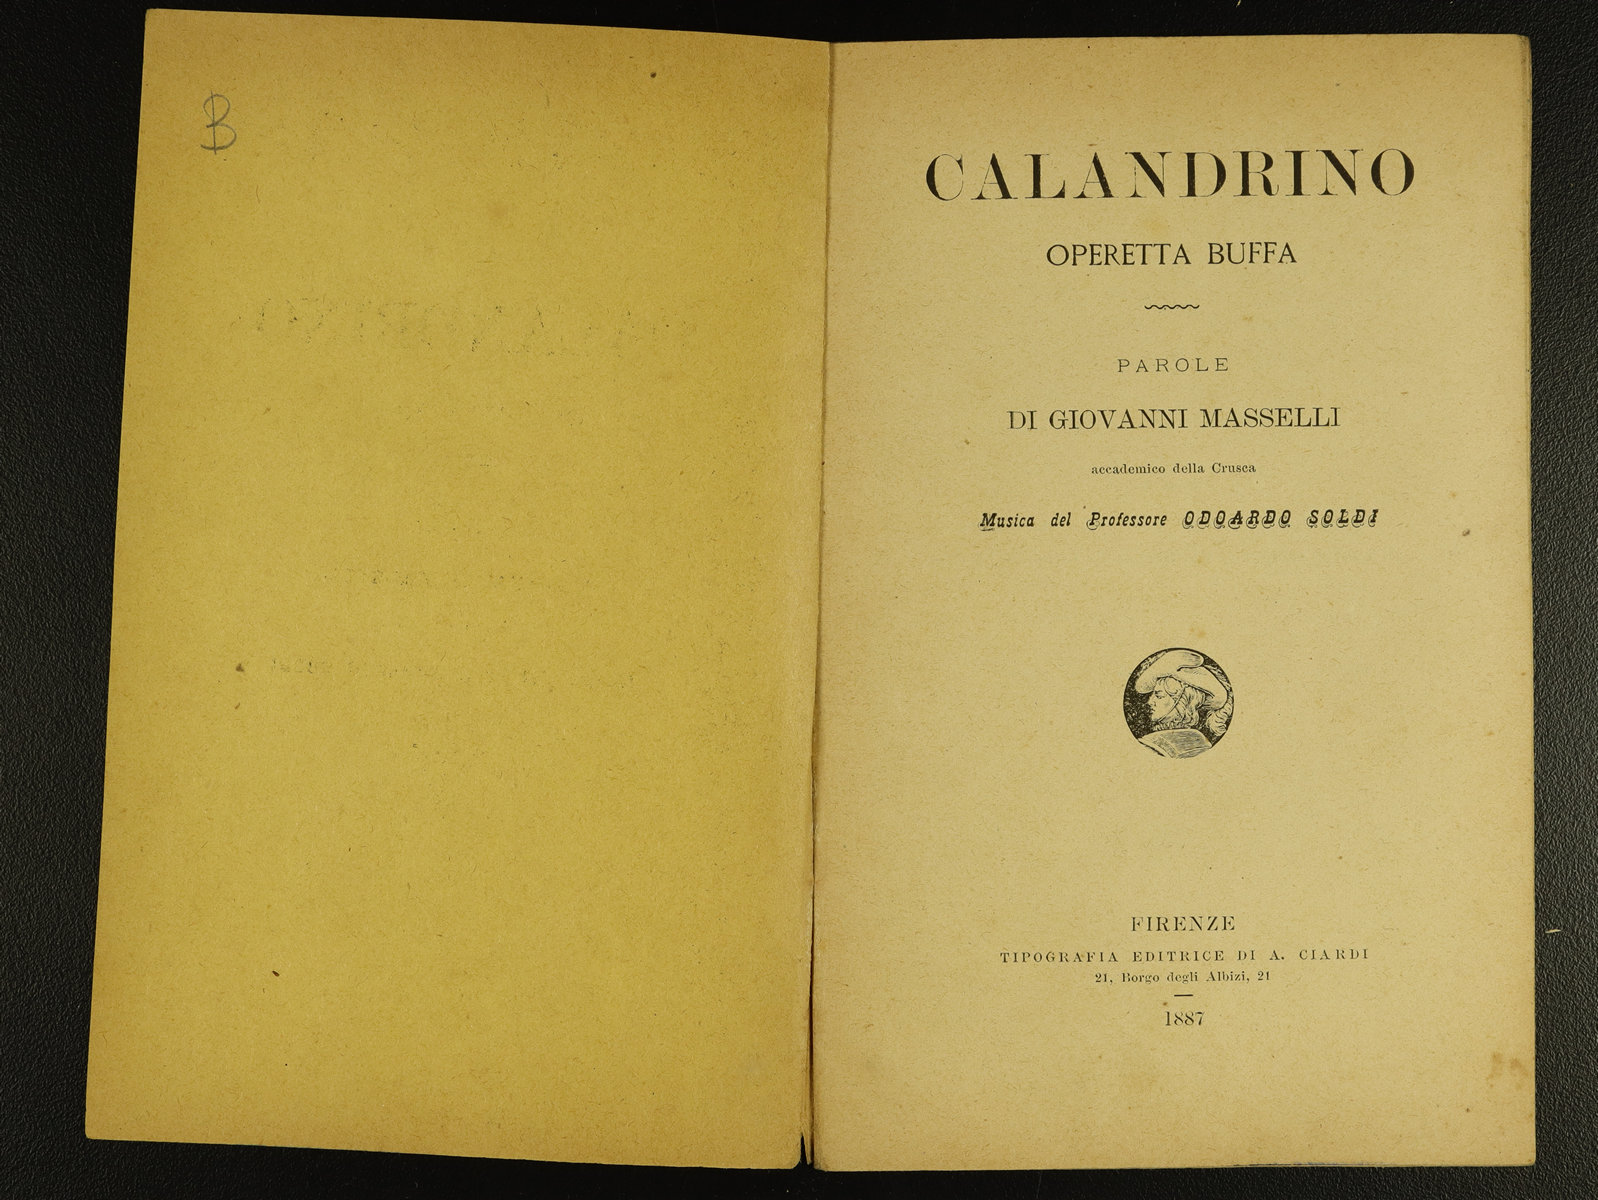 B
CALANDRINO
OPERETTA BUFFA
PAROLE
DI GIOVANNI MASSELLI
accademico della Crusca
Musica del Professore ODOARDO SOLDI
FIRENZE
TIPOGRAFIA EDITRICE DI A. CIARDI
21, Borgo degli Albizi, 21
1887